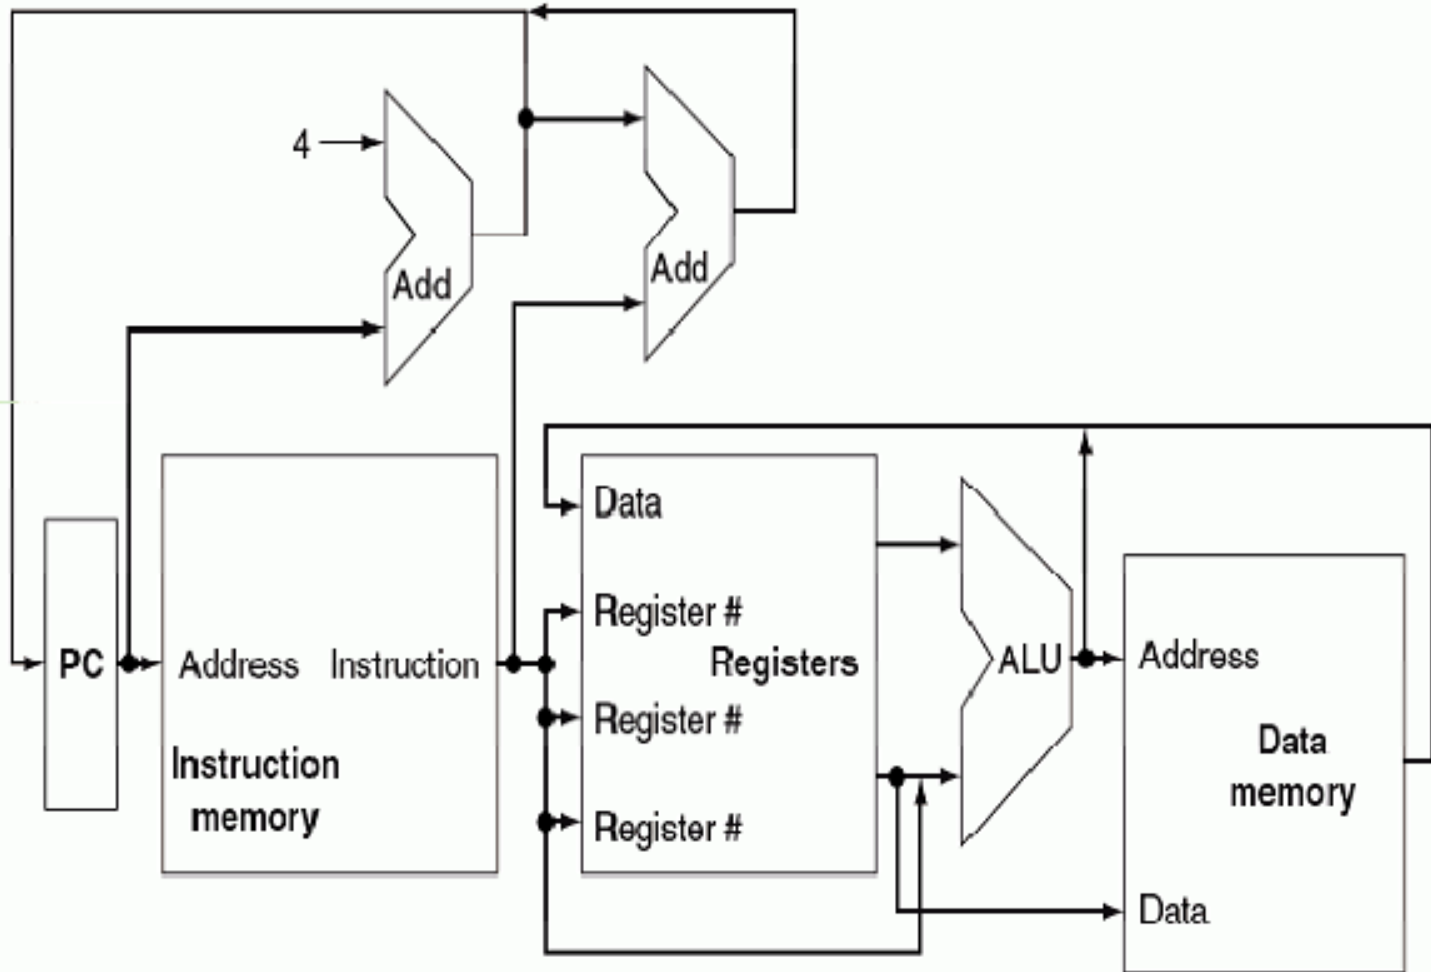 4
Add
Add
Data
Register #
PC
Address
Instruction
Registers
ALU
Address
Register #
Instruction
memory
Data
memory
Register #
Data